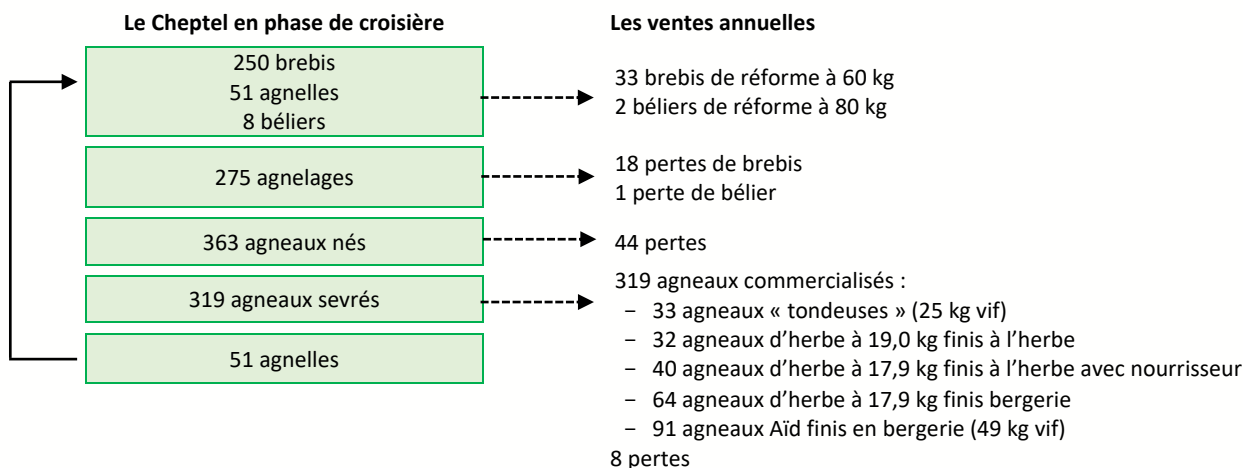 Le Cheptel en phase de croisière
250 brebis
51 agnelles
8 béliers
275 agnelages
363 agneaux nés
319 agneaux sevrés
51 agnelles
Les ventes annuelles
33 brebis de réforme à 60 kg
2 béliers de réforme à 80 kg
18 pertes de brebis
1 perte de bélier
44 pertes
319 agneaux commercialisés :
− 33 agneaux « tondeuses » (25 kg vif)
− 32 agneaux d’herbe à 19,0 kg finis à l’herbe
− 40 agneaux d’herbe à 17,9 kg finis à l’herbe avec nourrisseur
− 64 agneaux d’herbe à 17,9 kg finis bergerie
− 91 agneaux Aïd finis en bergerie (49 kg vif)
8 pertes